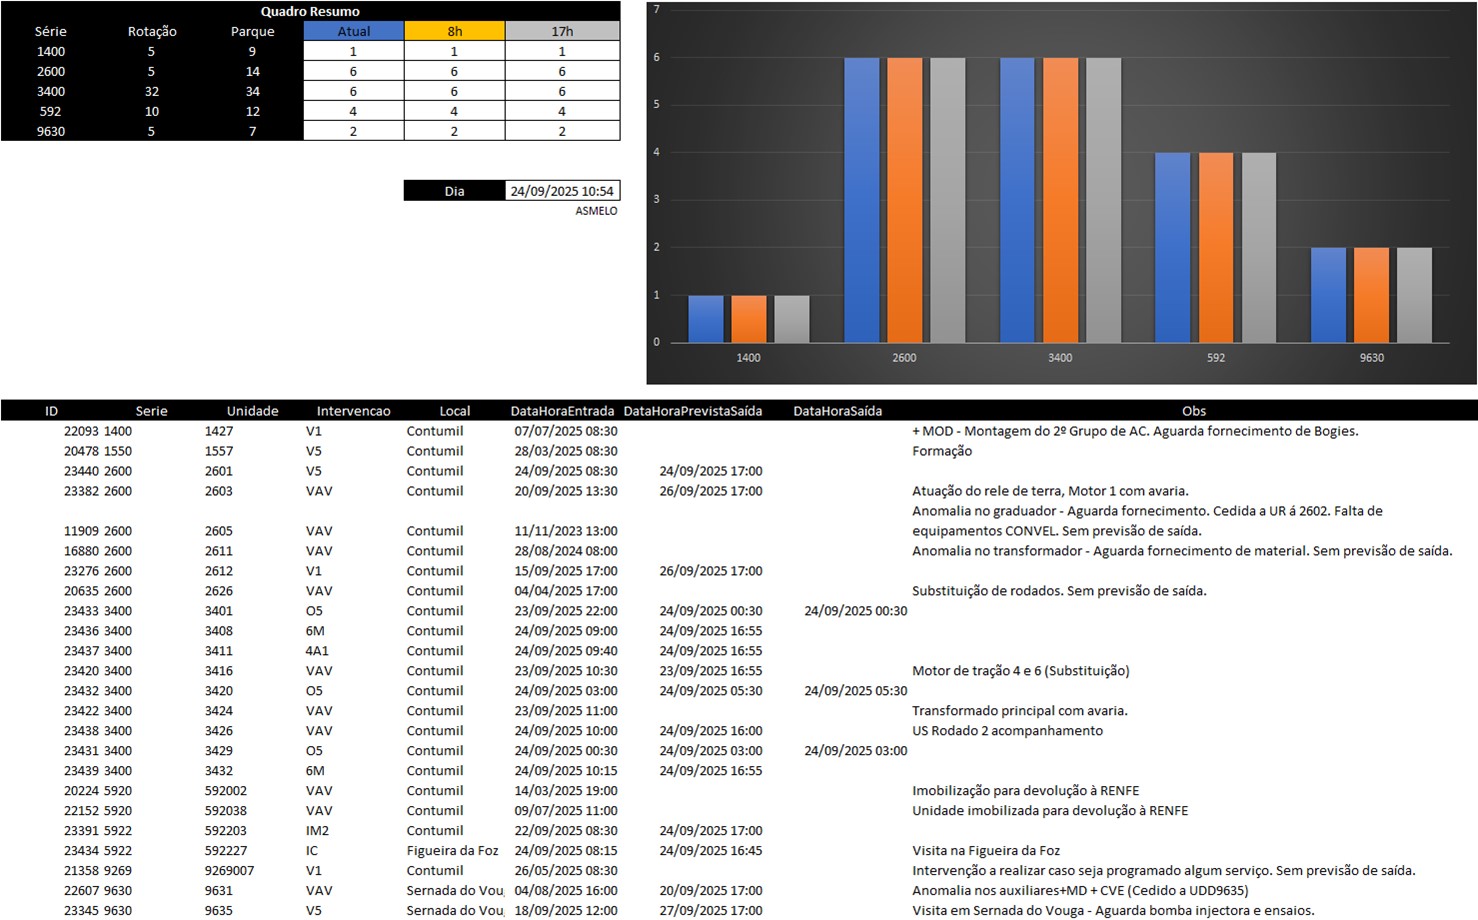 Quadro Resumo
Série Rotação Parque Atual 8h 17h
1400 5 9 1 1 1
2600 5 14 6 6 6
3400 32 34 6 6 6
592 10 12 4 4 4
9630 5 7 2 2 2
Dia 24/09/2025 10:54
ASMELO
7
6
5
4
3
2
1
0
1400 2600 3400 592 9630
ID Serie Unidade Intervencao Local DataHoraEntrada DataHoraPrevistaSaída DataHoraSaída Obs
22093 1400 1427 V1 Contumil 07/07/2025 08:30 + MOD - Montagem do 2º Grupo de AC. Aguarda fornecimento de Bogies.
20478 1550 1557 V5 Contumil 28/03/2025 08:30 Formação
23440 2600 2601 V5 Contumil 24/09/2025 08:30 24/09/2025 17:00
23382 2600 2603 VAV Contumil 20/09/2025 13:30 26/09/2025 17:00 Atuação do rele de terra, Motor 1 com avaria.
Anomalia no graduador - Aguarda fornecimento. Cedida a UR á 2602. Falta de
11909 2600 2605 VAV Contumil 11/11/2023 13:00 equipamentos CONVEL. Sem previsão de saída.
16880 2600 2611 VAV Contumil 28/08/2024 08:00 Anomalia no transformador - Aguarda fornecimento de material. Sem previsão de saída.
23276 2600 2612 V1 Contumil 15/09/2025 17:00 26/09/2025 17:00
20635 2600 2626 VAV Contumil 04/04/2025 17:00 Substituição de rodados. Sem previsão de saída.
23433 3400 3401 O5 Contumil 23/09/2025 22:00 24/09/2025 00:30 24/09/2025 00:30
23436 3400 3408 6M Contumil 24/09/2025 09:00 24/09/2025 16:55
23437 3400 3411 4A1 Contumil 24/09/2025 09:40 24/09/2025 16:55
23420 3400 3416 VAV Contumil 23/09/2025 10:30 23/09/2025 16:55 Motor de tração 4 e 6 (Substituição)
23432 3400 3420 O5 Contumil 24/09/2025 03:00 24/09/2025 05:30 24/09/2025 05:30
23422 3400 3424 VAV Contumil 23/09/2025 11:00 Transformado principal com avaria.
23438 3400 3426 VAV Contumil 24/09/2025 10:00 24/09/2025 16:00 US Rodado 2 acompanhamento
23431 3400 3429 O5 Contumil 24/09/2025 00:30 24/09/2025 03:00 24/09/2025 03:00
23439 3400 3432 6M Contumil 24/09/2025 10:15 24/09/2025 16:55
20224 5920 592002 VAV Contumil 14/03/2025 19:00 Imobilização para devolução à RENFE
22152 5920 592038 VAV Contumil 09/07/2025 11:00 Unidade imobilizada para devolução à RENFE
23391 5922 592203 IM2 Contumil 22/09/2025 08:30 24/09/2025 17:00
23434 5922 592227 IC Figueira da Foz 24/09/2025 08:15 24/09/2025 16:45 Visita na Figueira da Foz
21358 9269 9269007 V1 Contumil 26/05/2025 08:30 Intervenção a realizar caso seja programado algum serviço. Sem previsão de saída.
22607 9630 9631 VAV Sernada do Voug 04/08/2025 16:00 20/09/2025 17:00 Anomalia nos auxiliares+MD + CVE (Cedido a UDD9635)
23345 9630 9635 V5 Sernada do Voug 18/09/2025 12:00 27/09/2025 17:00 Visita em Sernada do Vouga - Aguarda bomba injectora e ensaios.